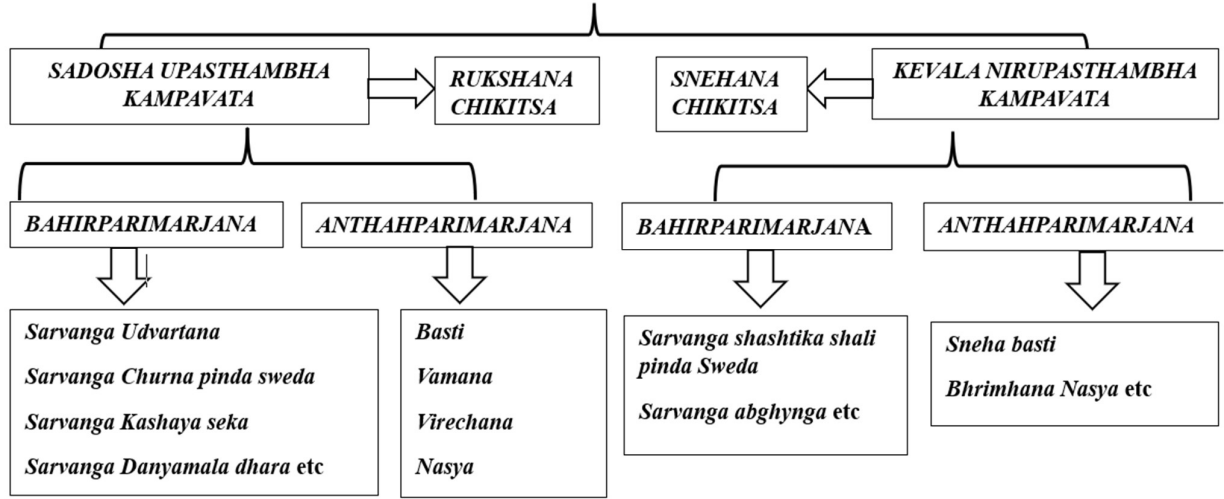 SADOSHA UPASTHAMBHA
KAMPAVATA
RUKSHANA
CHIKITSA
SNEHANA
CHIKITSA
KEVALA NIRUPASTHAMBHA
KAMPAVATA
BAHIRPARIMARJANA
ANTHAHPARIMARJANA
BAHIRPARIMARJANA
ANTHAHPARIMARJANA
Sarvanga Udvartana
Sarvanga Churna pinda sweda
Sarvanga Kashaya seka
Sarvanga Danyamala dhara etc
Basti
Vamana
Virechana
Nasya
Sarvanga shashtika shali
pinda Sweda
Sarvanga abghynga etc
Sneha basti
Bhrimhana Nasya etc